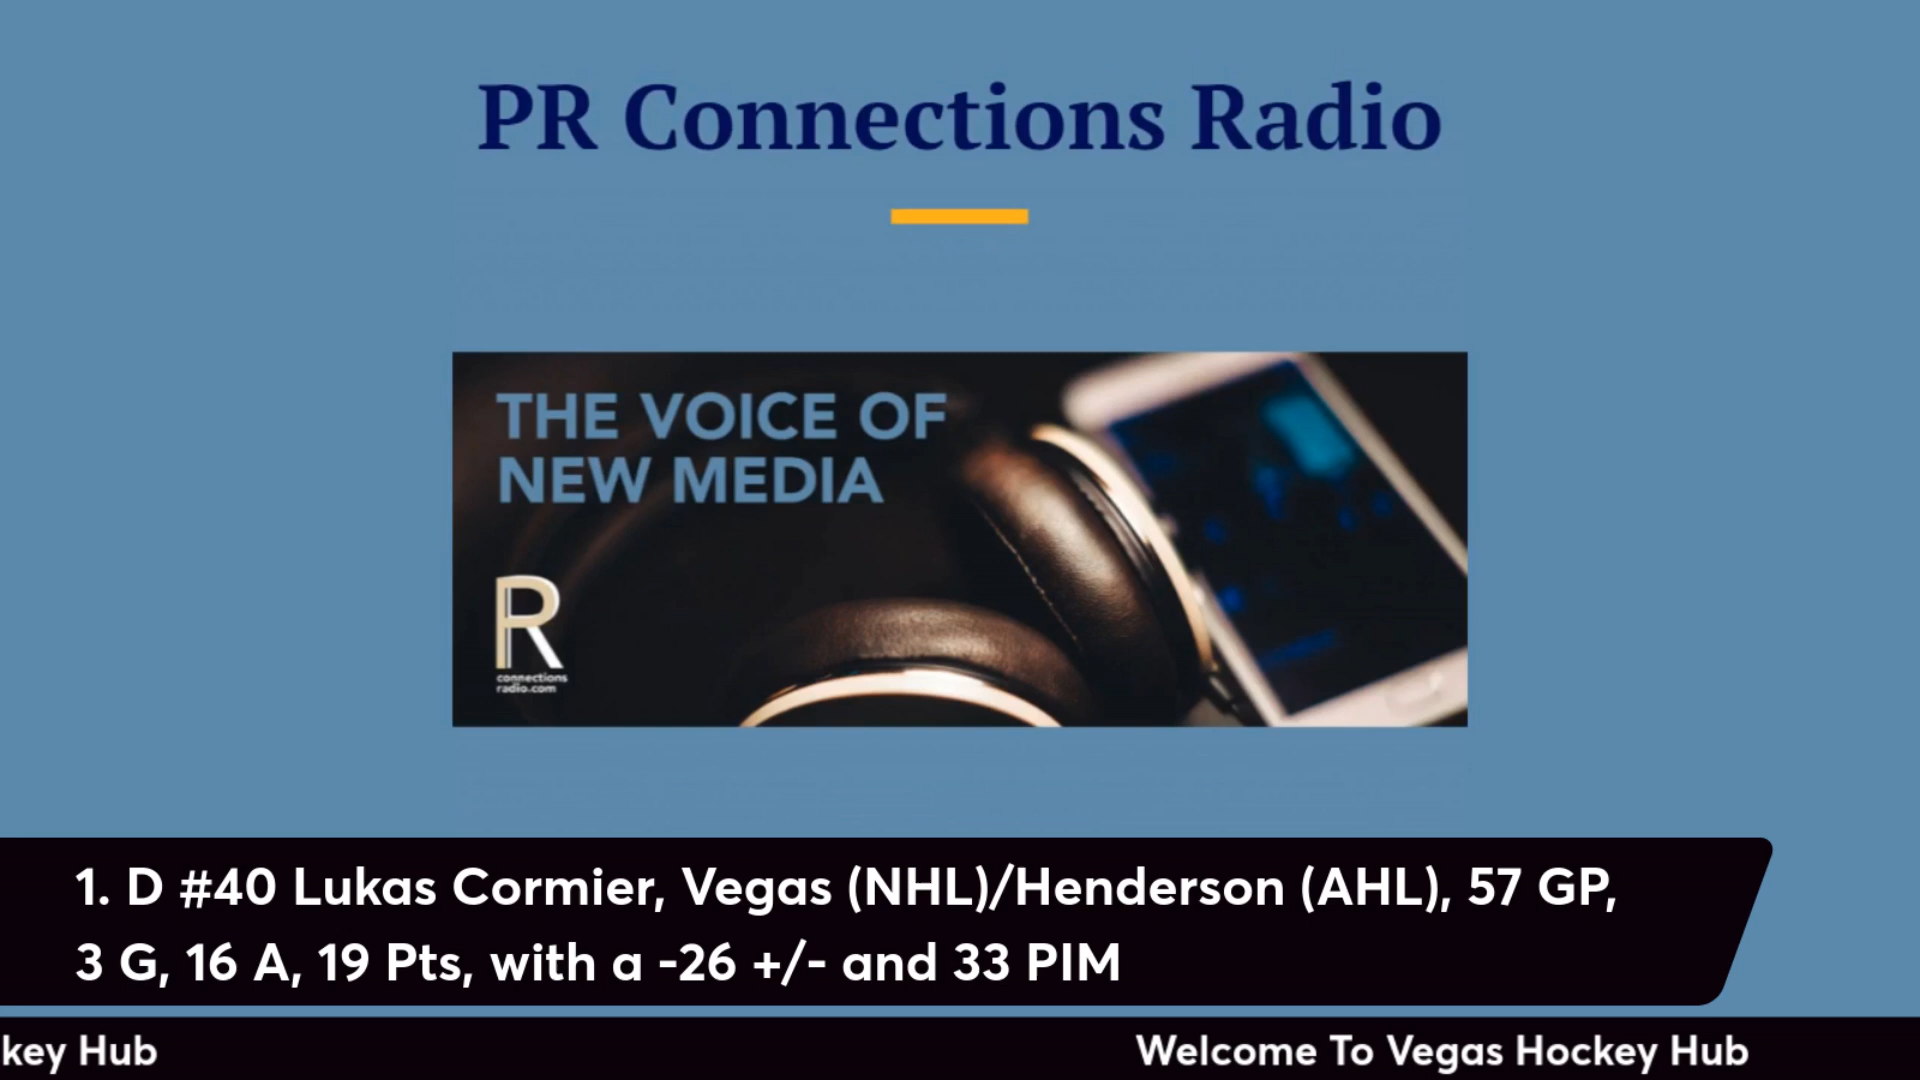 PR Connections Radio
THE VOICE OF
NEW MEDIA
R
connections
radio.com
1. D #40 Lukas Cormier, Vegas (NHL)/Henderson (AHL), 57 GP,
3 G, 16 A, 19 Pts, with a -26 +/- and 33 PIM
key Hub
Welcome To Vegas Hockey Hub